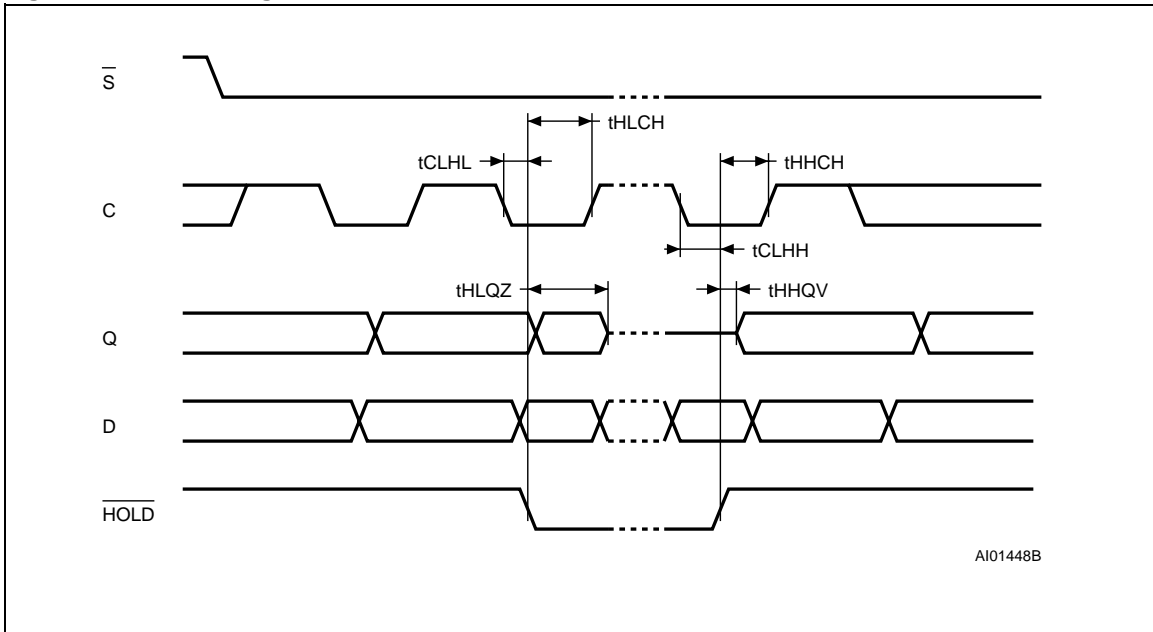 S
tHLCH
tCLHL
tHHCH
C
tCLHH
tHLQZ
tHHQV
Q
D
HOLD
AI01448B